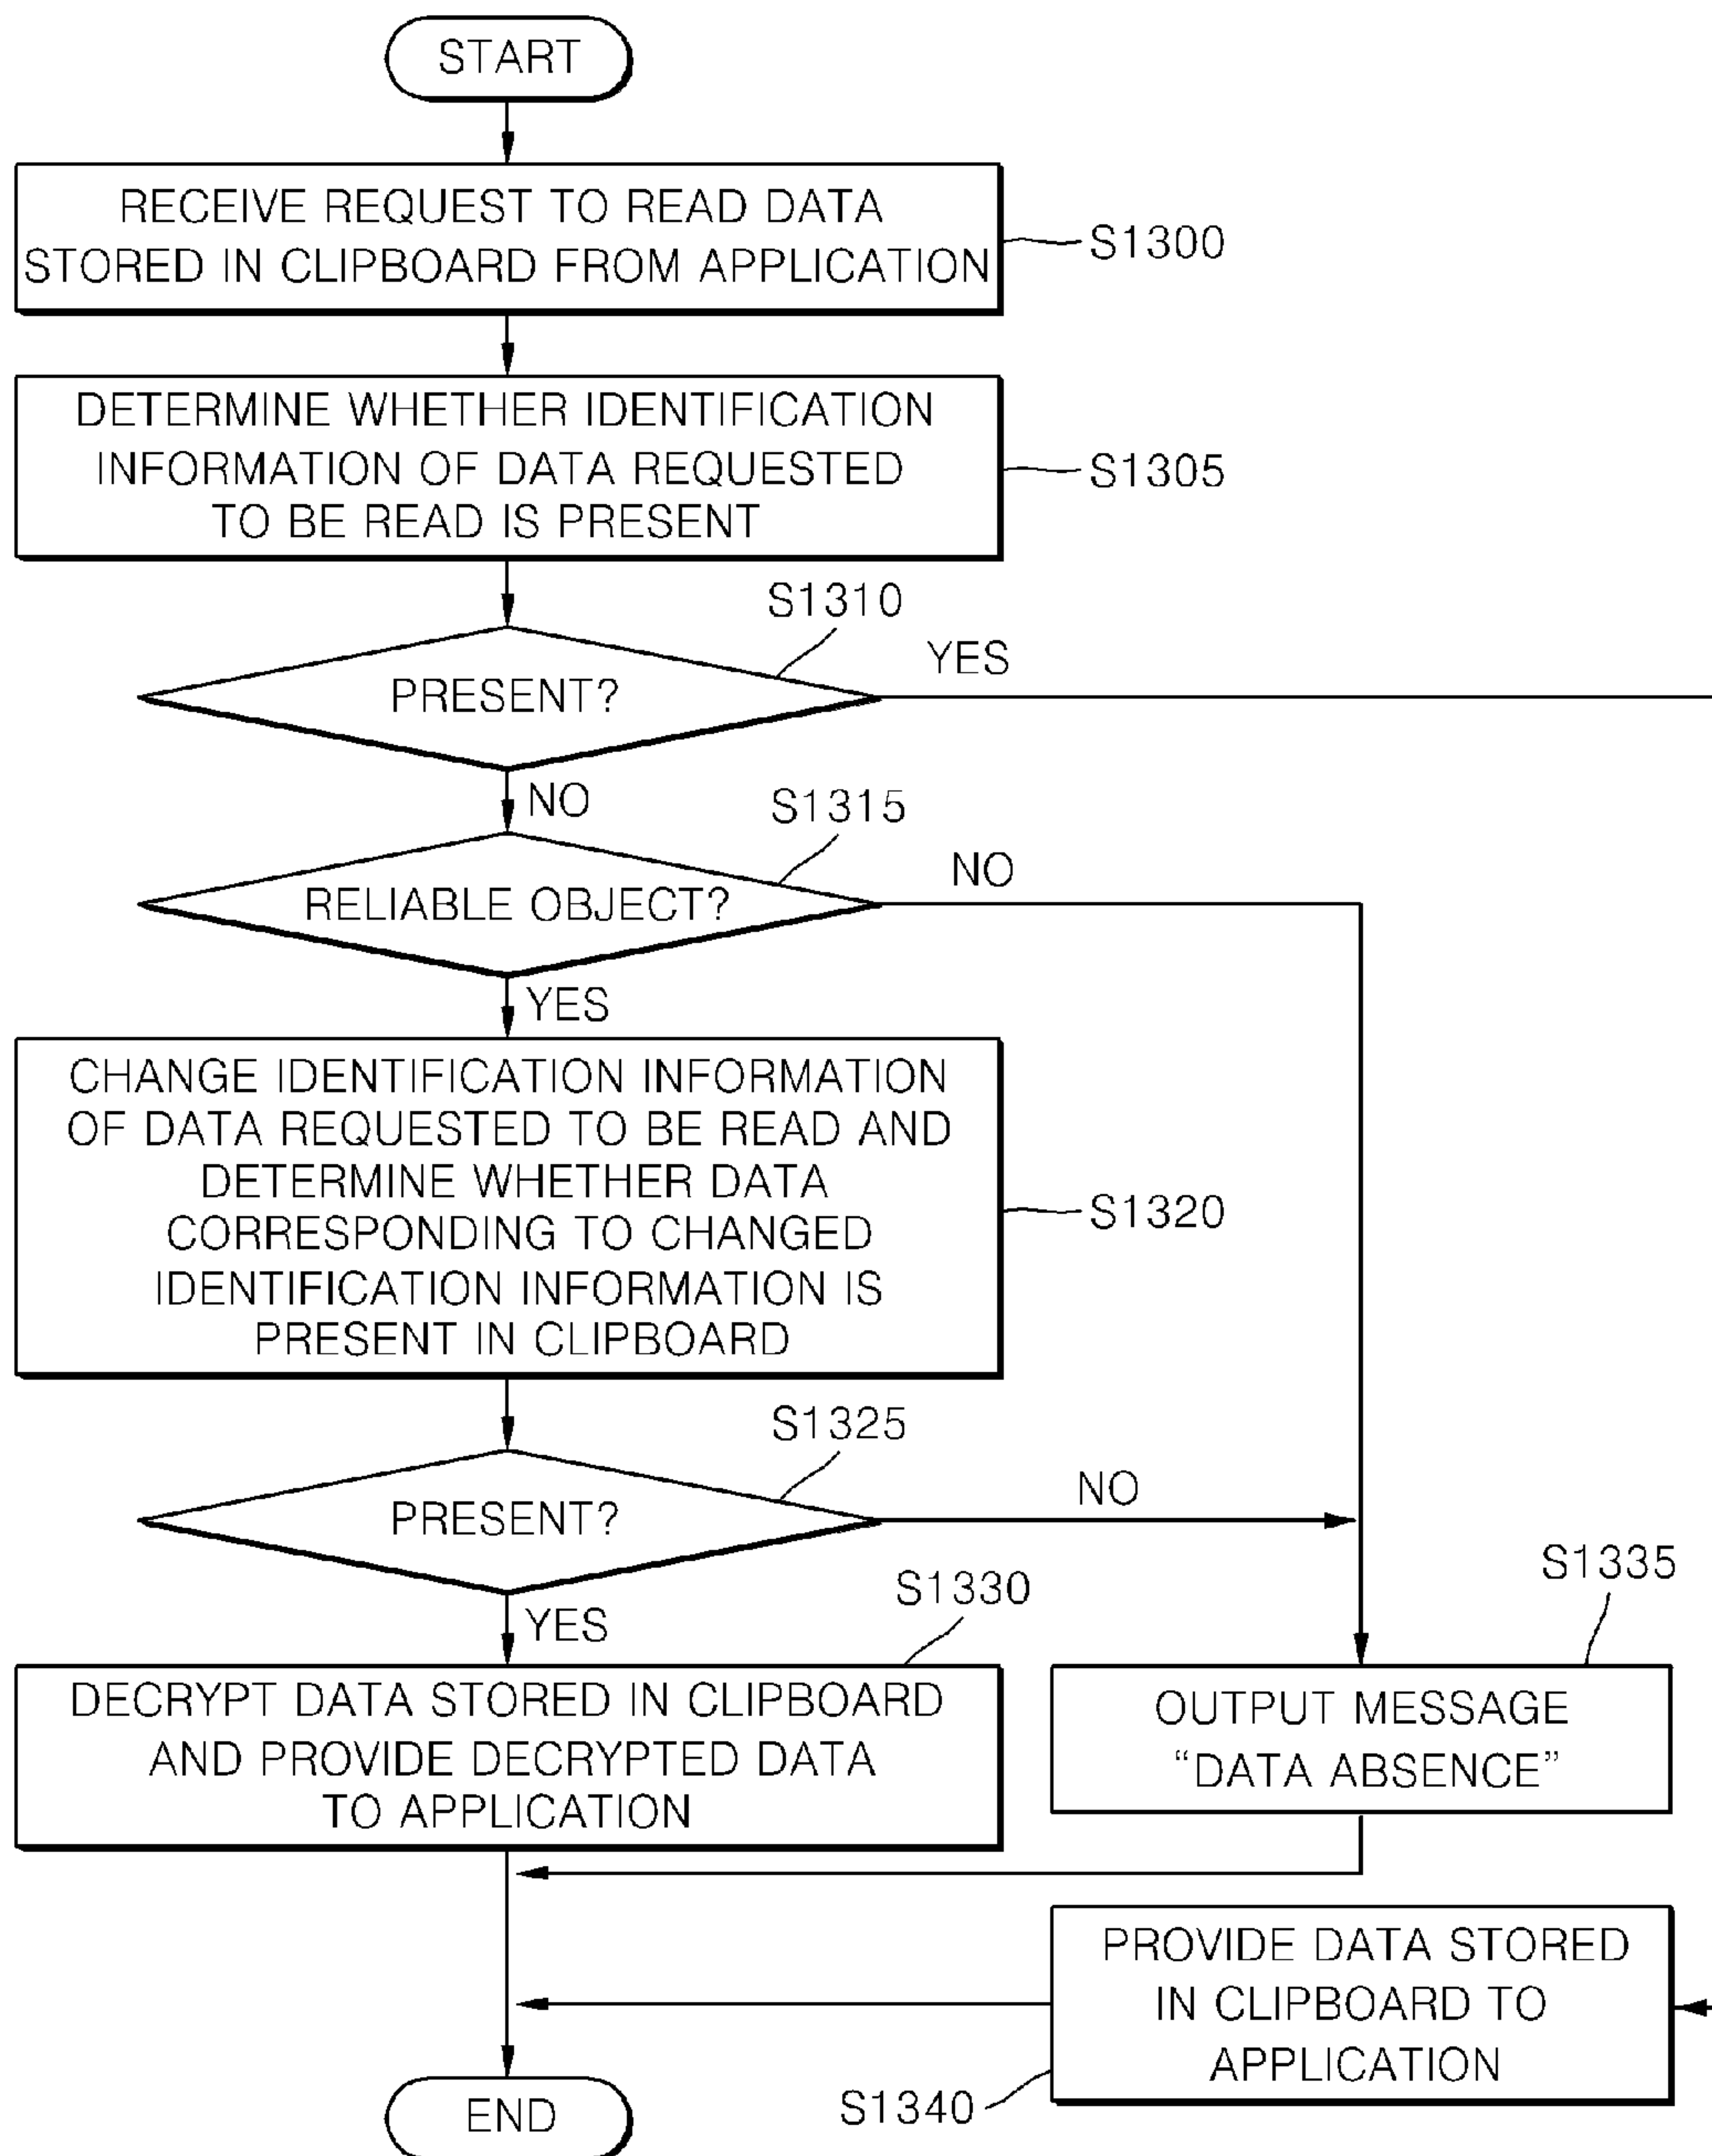 START
RECEIVE REQUEST TO READ DATA
STORED IN CLIPBOARD FROM APPLICATION
S1300
DETERMINE WHETHER IDENTIFICATION
INFORMATION OF DATA REQUESTED
TO BE READ IS PRESENT
S1305
S1310
PRESENT?
YES
NO
S1315
RELIABLE OBJECT?
NO
YES
CHANGE IDENTIFICATION INFORMATION
OF DATA REQUESTED TO BE READ AND
DETERMINE WHETHER DATA
CORRESPONDING TO CHANGED
IDENTIFICATION INFORMATION IS
PRESENT IN CLIPBOARD
S1320
S1325
PRESENT?
NO
YES
S1330
DECRYPT DATA STORED IN CLIPBOARD
AND PROVIDE DECRYPTED DATA
TO APPLICATION
S1335
OUTPUT MESSAGE
“DATA ABSENCE”
PROVIDE DATA STORED
IN CLIPBOARD TO
APPLICATION
S1340
END